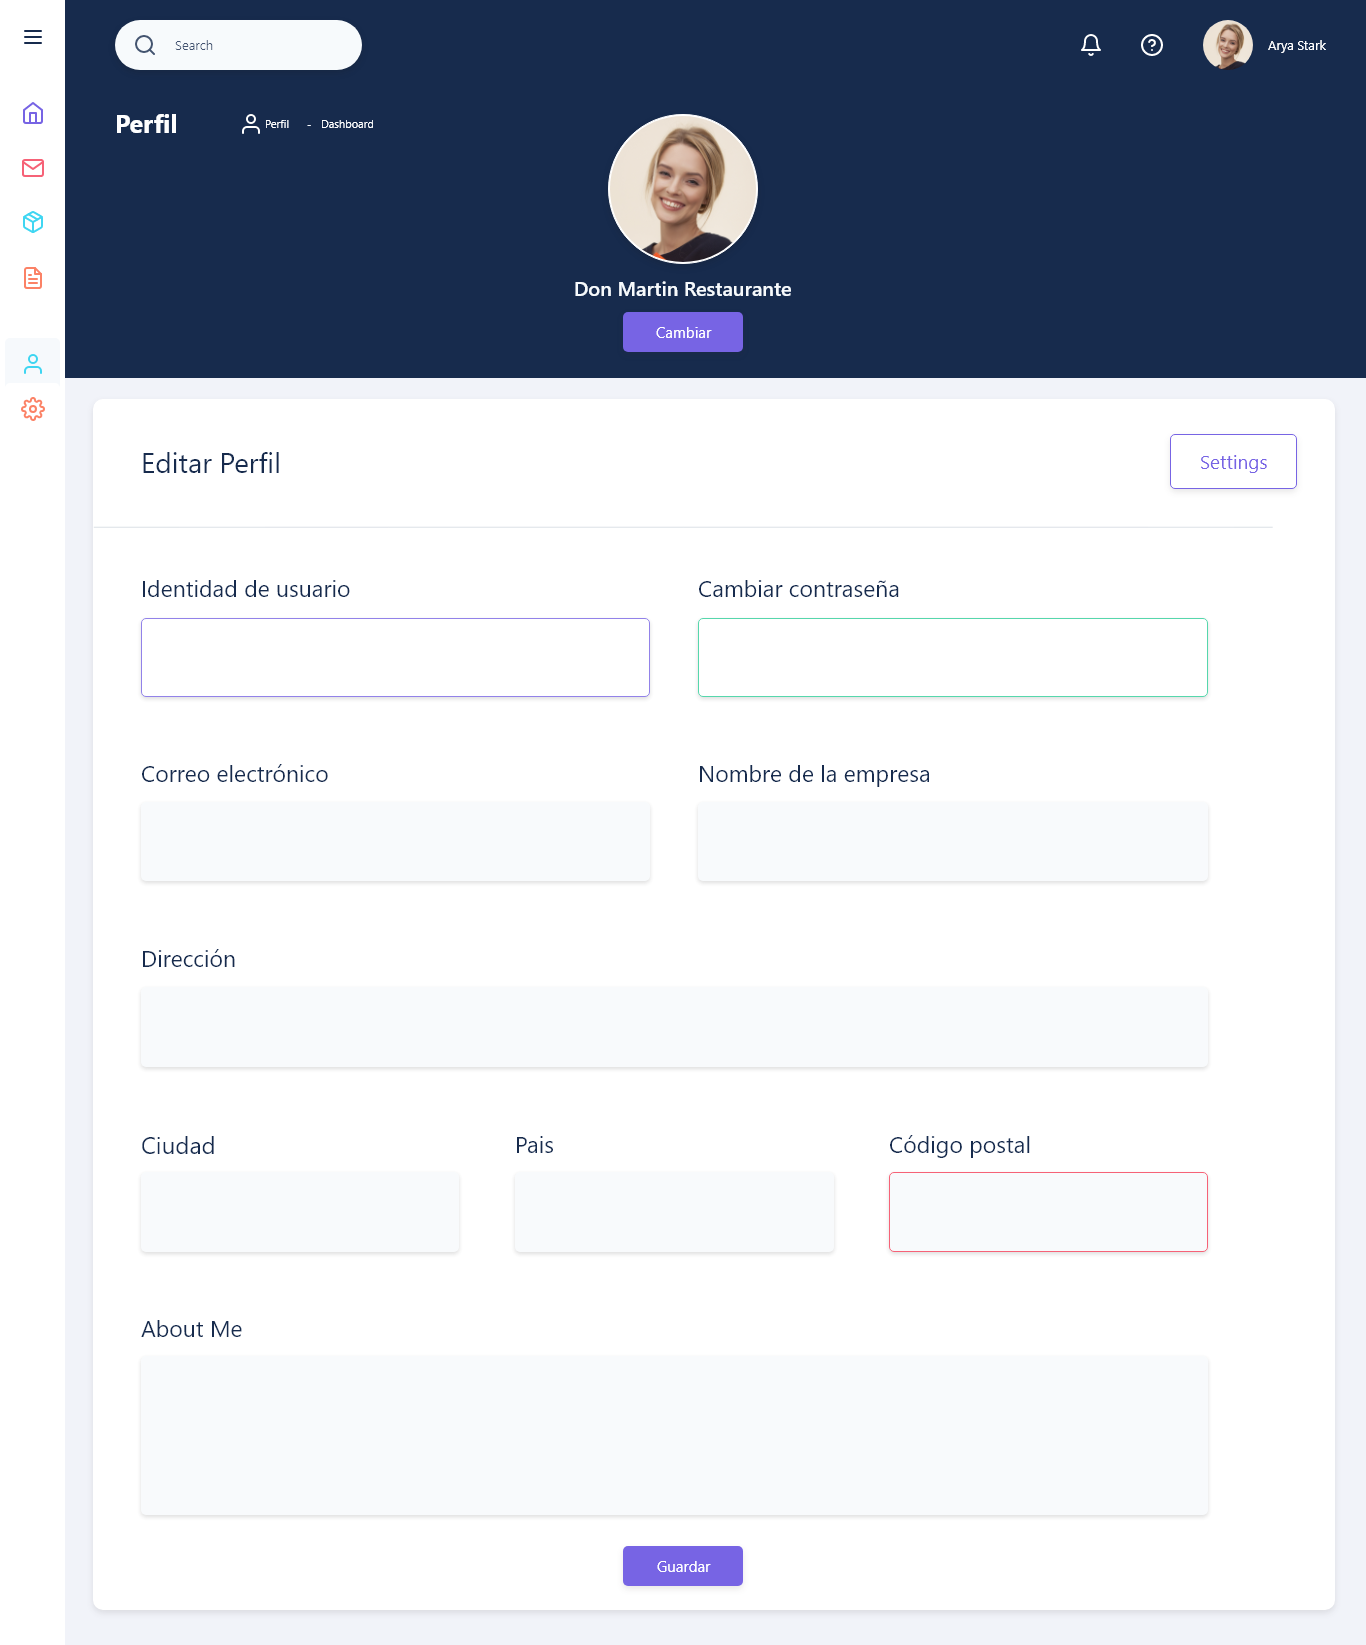 Search
Arya Stark
Perfil
Perfil - Dashboard
Don Martin Restaurante
Cambiar
Editar Perfil
Settings
Identidad de usuario
Cambiar contraseña
Correo electrónico
Nombre de la empresa
Dirección
Ciudad
Pais
Código postal
About Me
Guardar